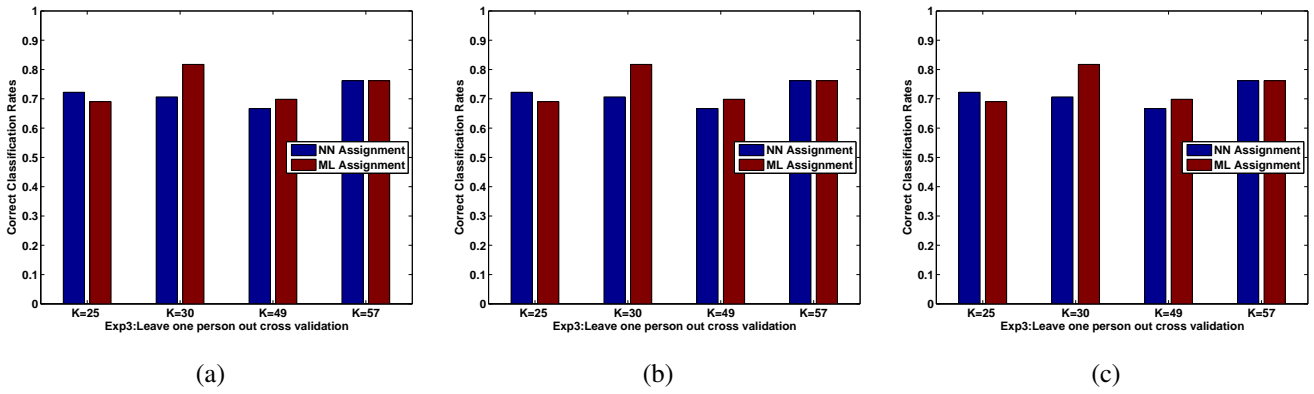 1
0.9
0.8
0.7
0.6
0.5
0.4
0.3
0.2
0.1
0
Correct Classification Rates
NN Assignment
ML Assignment
K=25 K=30 K=49 K=57
Exp3:Leave one person out cross validation
(a)
1
0.9
0.8
0.7
0.6
0.5
0.4
0.3
0.2
0.1
0
Correct Classification Rates
NN Assignment
ML Assignment
K=25 K=30 K=49 K=57
Exp3:Leave one person out cross validation
(b)
1
0.9
0.8
0.7
0.6
0.5
0.4
0.3
0.2
0.1
0
Correct Classification Rates
NN Assignment
ML Assignment
K=25 K=30 K=49 K=57
Exp3:Leave one person out cross validation
(c)